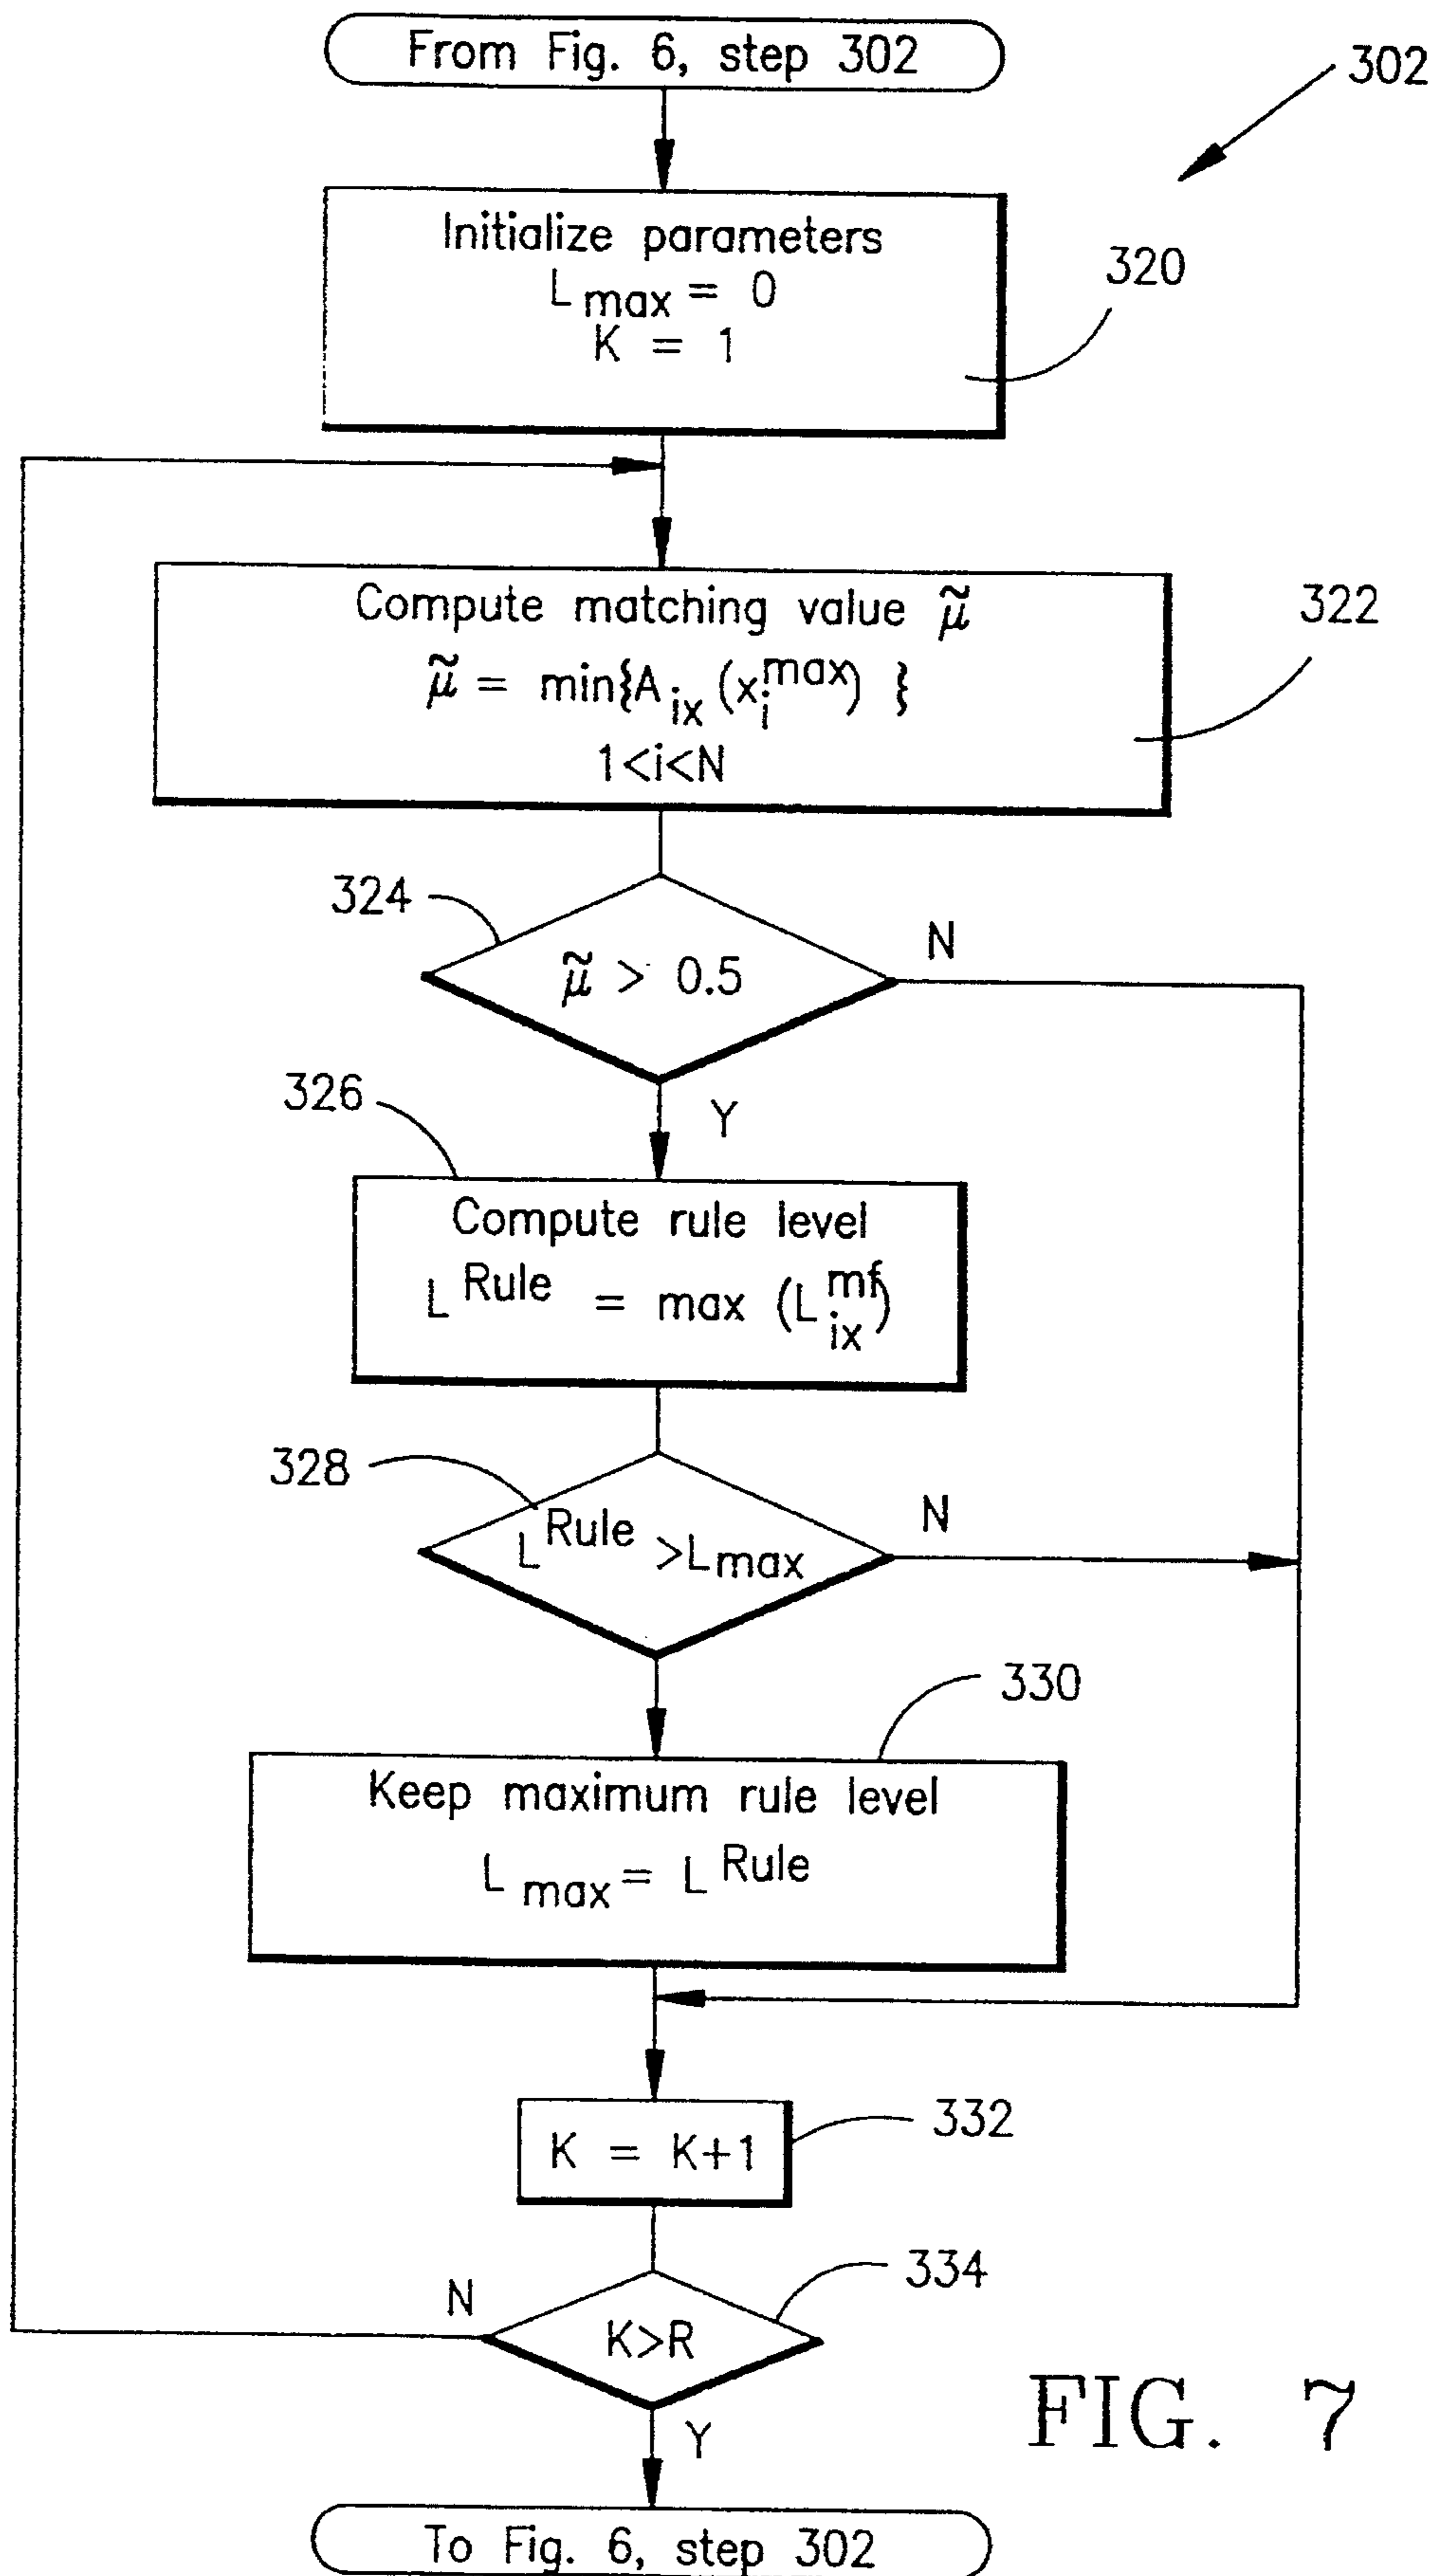 From Fig. 6, step 302
302
Initialize parameters
L max = 0
K = 1
320
Compute matching value μ̃
μ̃ = min{A ix (x i max) }
1<i<N
322
324
μ̃ > 0.5
N
Y
326
Compute rule level
L Rule = max (L ix mf)
328
L Rule >L max
N
330
Keep maximum rule level
L max = L Rule
K = K+1
332
334
N
K>R
Y
FIG. 7
To Fig. 6, step 302